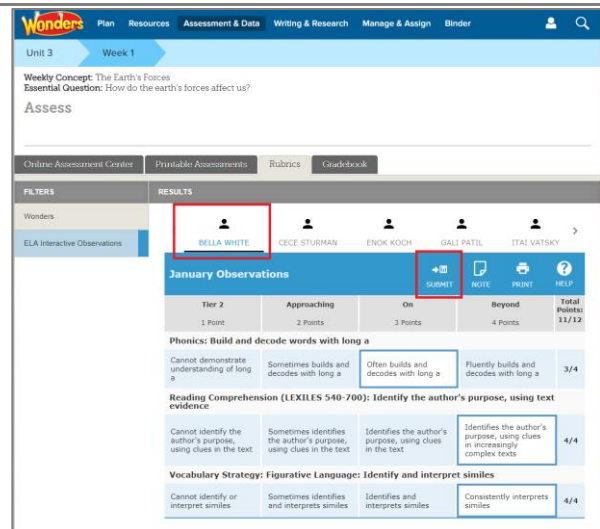 Wonders
Plan Resources Assessment & Data Writing & Research Manage & Assign Binder
Unit 3 Week 1
Weekly Concept: The Earth's Forces
Essential Question: How do the earth's forces affect us?
Assess
Online Assessment Center Printable Assessments Rubrics Gradebook
FILTERS RESULTS
Wonders
ELA Interactive Observations
BELLA WHITE CECE STURMAN ENOK KOCH GALI PATIL ITAI VATSKY
January Observations
SUBMIT NOTE PRINT HELP
Tier 2 Approaching On Beyond Total
Points:
1 Point 2 Points 3 Points 4 Points 11/12
Phonics: Build and decode words with long a
Cannot demonstrate
understanding of long
a
Sometimes builds and
decodes with long a
Often builds and
decodes with long a
Fluently builds and
decodes with long a
3/4
Reading Comprehension (LEXILES 540-700): Identify the author's purpose, using text
evidence
Cannot identify the
author's purpose,
using clues in the text
Sometimes identifies
the author's purpose,
using clues in the text
Identifies the author's
purpose, using clues
in the text
Identifies the author's
purpose, using clues
in increasingly
complex texts
4/4
Vocabulary Strategy: Figurative Language: Identify and interpret similes
Cannot identify or
interpret similes
Sometimes identifies
and interprets similes
Identifies and
interprets similes
Consistently interprets
similes
4/4